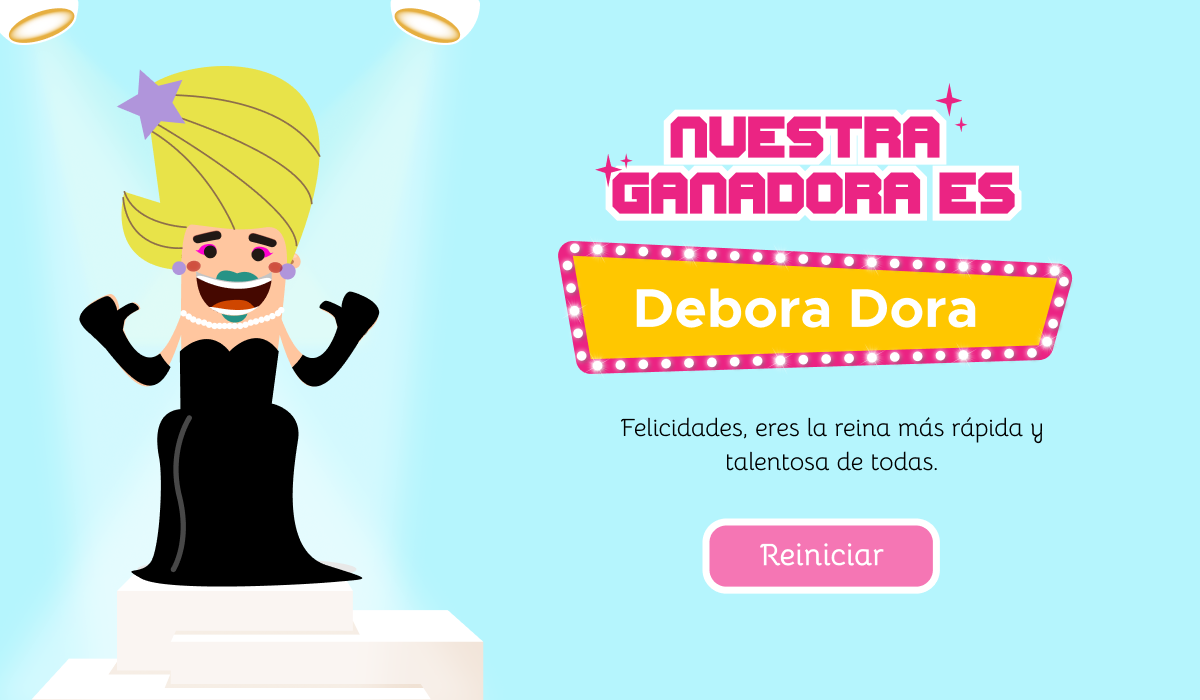 NUESTRA
GANADORA ES
Debora Dora
Felicidades, eres la reina más rápida y
talentosa de todas.
Reiniciar